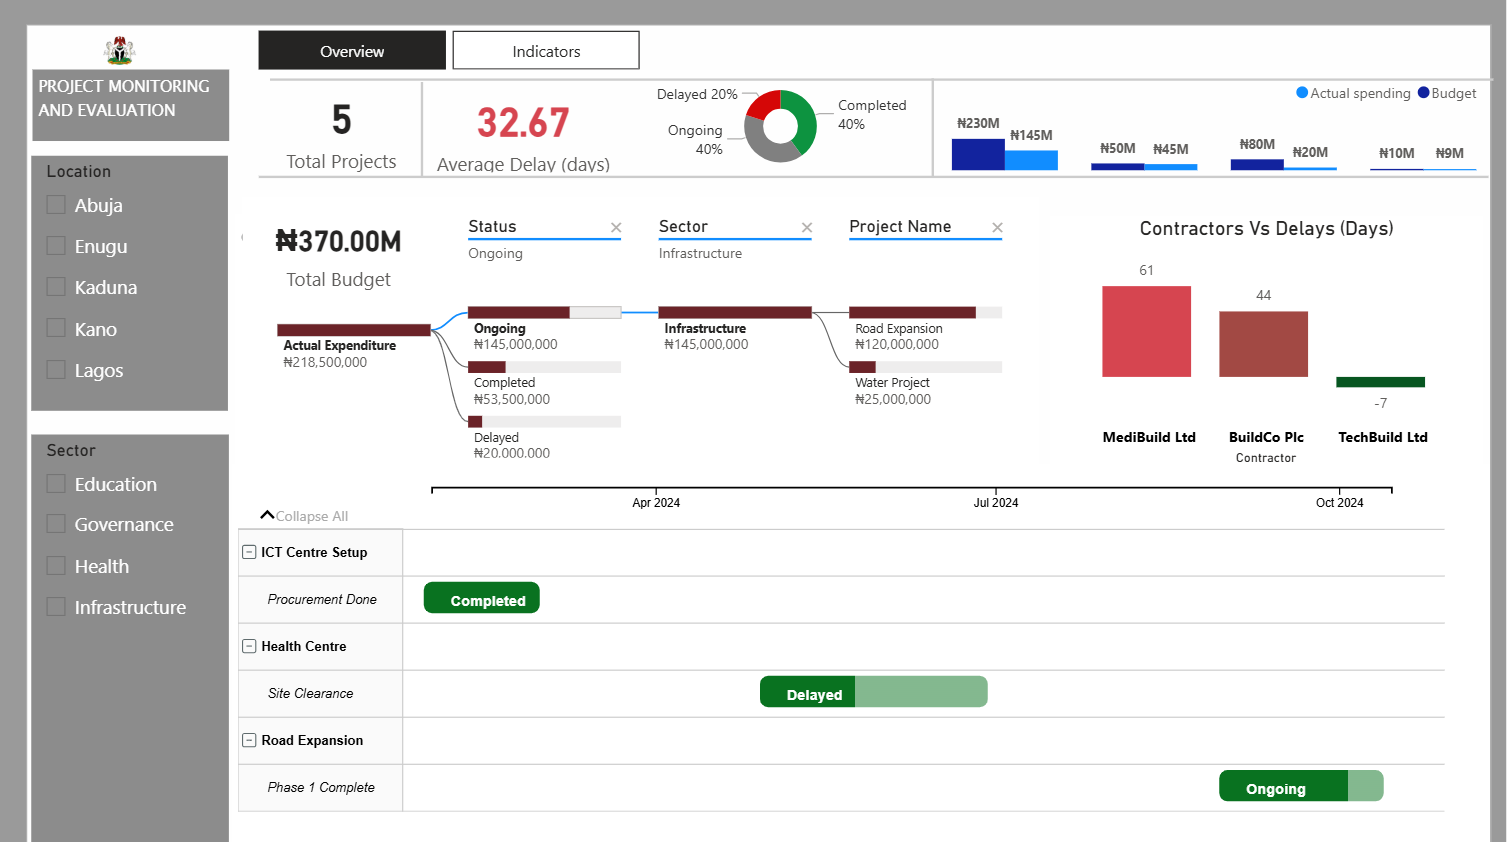 Overview
Indicators
PROJECT MONITORING
AND EVALUATION
5
Total Projects
32.67
Average Delay (days)
Delayed 20%
Ongoing
40%
Completed
40%
Actual spending
Budget
₦230M
₦145M
₦50M
₦45M
₦80M
₦20M
₦10M
₦9M
Location
Abuja
Enugu
Kaduna
Kano
Lagos
Sector
Education
Governance
Health
Infrastructure
₦370.00M
Total Budget
Status
Ongoing
Sector
Infrastructure
Project Name
Actual Expenditure
₦218,500,000
Ongoing
₦145,000,000
Completed
₦53,500,000
Delayed
₦20.000.000
Infrastructure
₦145,000,000
Road Expansion
₦120,000,000
Water Project
₦25,000,000
Contractors Vs Delays (Days)
61
44
-7
MediBuild Ltd
BuildCo Plc
TechBuild Ltd
Contractor
Apr 2024
Jul 2024
Oct 2024
Collapse All
ICT Centre Setup
Procurement Done
Completed
Health Centre
Site Clearance
Delayed
Road Expansion
Phase 1 Complete
Ongoing